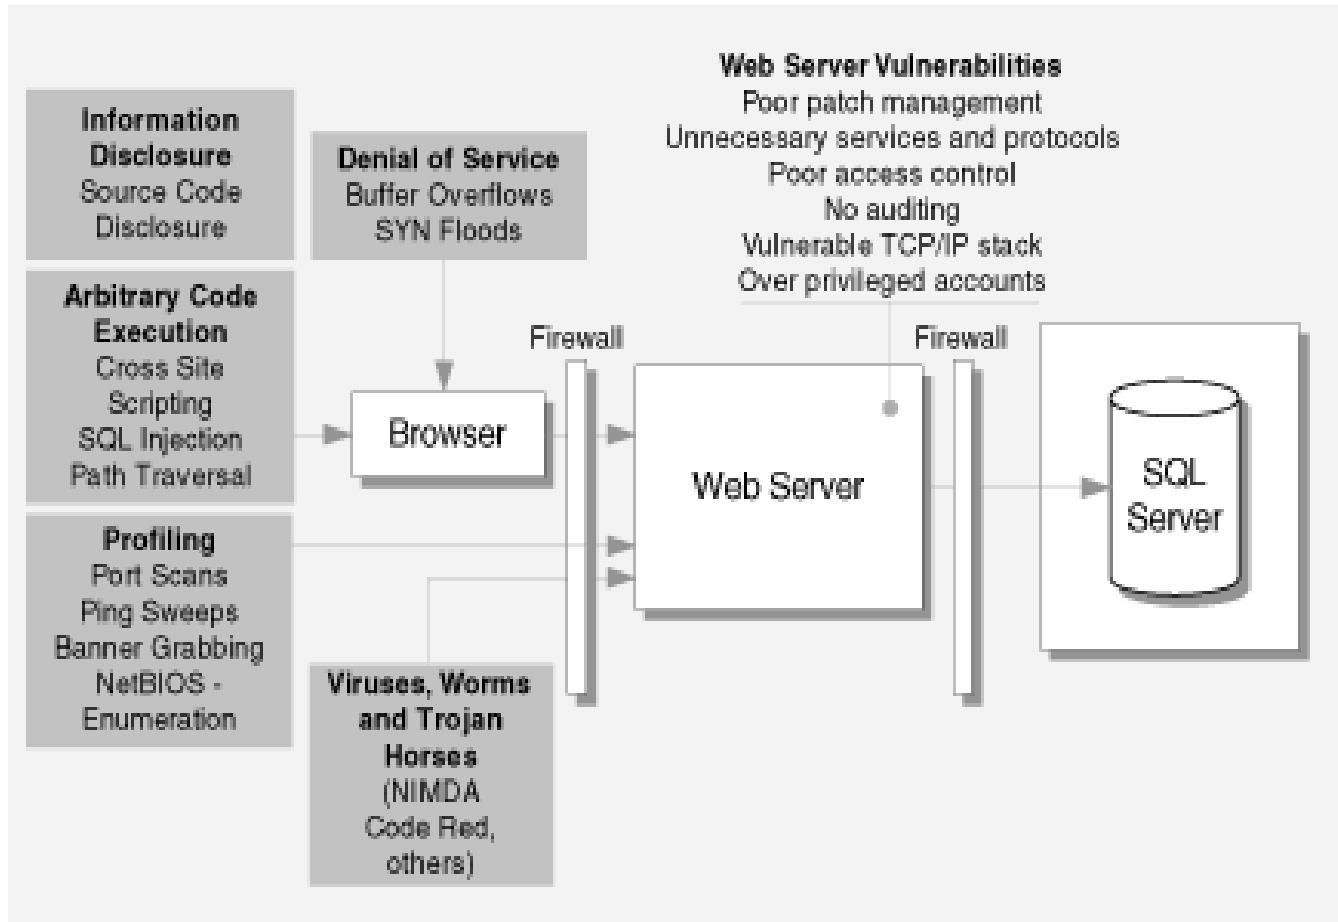 Web Server Vulnerabilities
Poor patch management
Unnecessary services and protocols
Poor access control
No auditing
Vulnerable TCP/IP stack
Over privileged accounts
Information
Disclosure
Source Code
Disclosure
Denial of Service
Buffer Overflows
SYN Floods
Arbitrary Code
Execution
Cross Site
Scripting
SQL Injection
Path Traversal
Firewall
Firewall
Browser
Web Server
SQL
Server
Profiling
Port Scans
Ping Sweeps
Banner Grabbing
NetBIOS -
Enumeration
Viruses, Worms
and Trojan
Horses
(NIMDA
Code Red,
others)